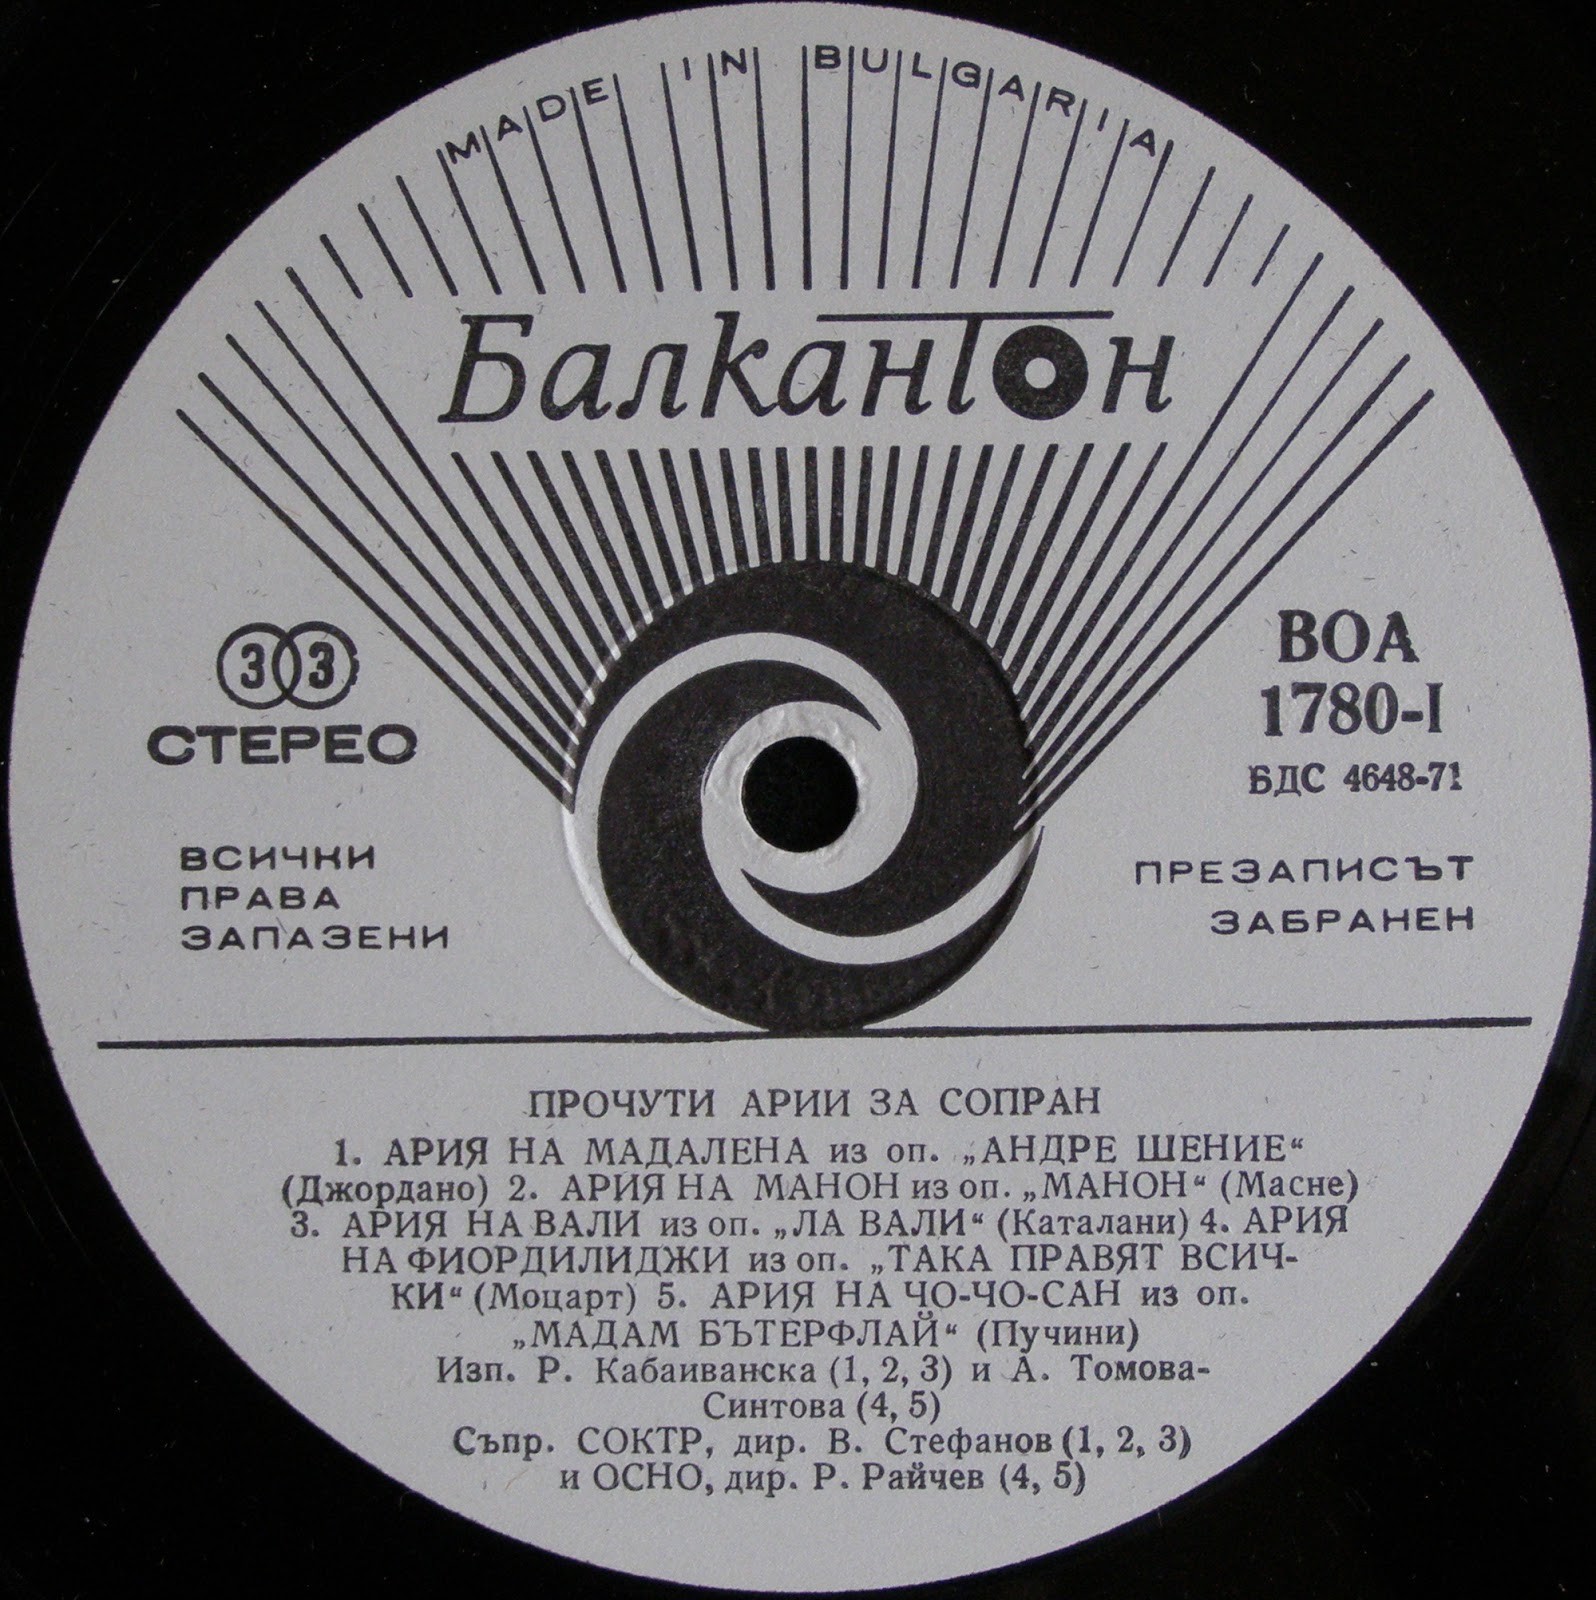 MADE IN BULGARIA
Балкантон
33
СТЕРЕО
ВОА
1780-I
БДС 4648-71
ВСИЧКИ
ПРАВА
ЗАПАЗЕНИ
ПРЕЗАПИСЪТ
ЗАБРАНЕН
ПРОЧУТИ АРИИ ЗА СОПРАН
1. АРИЯ НА МАДАЛЕНА из оп. „АНДРЕ ШЕНИЕ“
(Джордано) 2. АРИЯ НА МАНОН из оп. „МАНОН“ (Масне)
3. АРИЯ НА ВАЛИ из оп. „ЛА ВАЛИ“ (Каталани) 4. АРИЯ
НА ФИОРДИЛИДЖИ из оп. „ТАКА ПРАВЯТ ВСИЧ-
КИ“ (Моцарт) 5. АРИЯ НА ЧО-ЧО-САН из оп.
„МАДАМ БЪТЕРФЛАЙ“ (Пучини)
Изп. Р. Кабаиванска (1, 2, 3) и А. Томова-
Синтова (4, 5)
Съпр. СОКТР, дир. В. Стефанов (1, 2, 3)
и ОСНО, дир. Р. Райчев (4, 5)